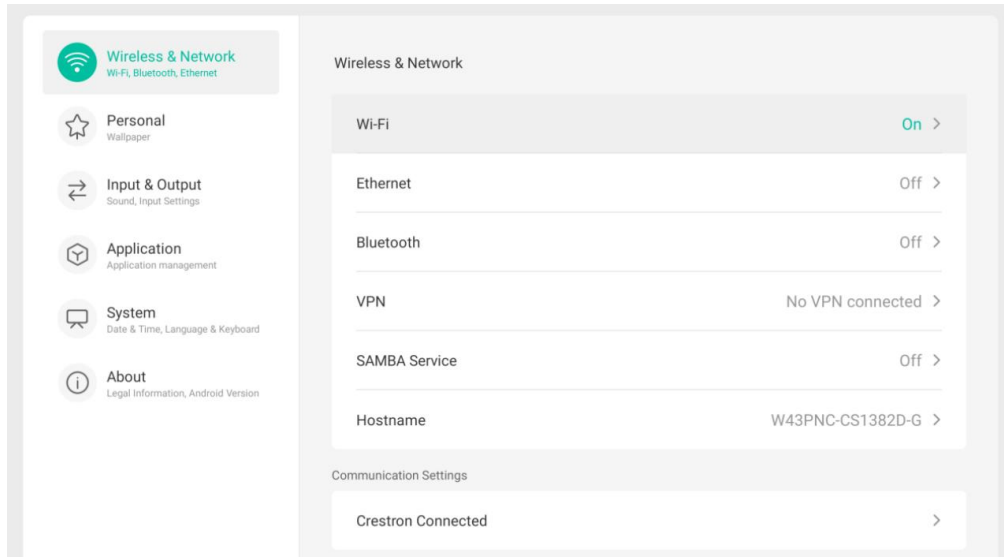 Wireless & Network
Wi-Fi, Bluetooth, Ethernet
Personal
Wallpaper
Input & Output
Sound, Input Settings
Application
Application management
System
Date & Time, Language & Keyboard
About
Legal Information, Android Version
Wireless & Network
Wi-Fi On
Ethernet Off
Bluetooth Off
VPN No VPN connected
SAMBA Service Off
Hostname W43PNC-CS1382D-G
Communication Settings
Crestron Connected